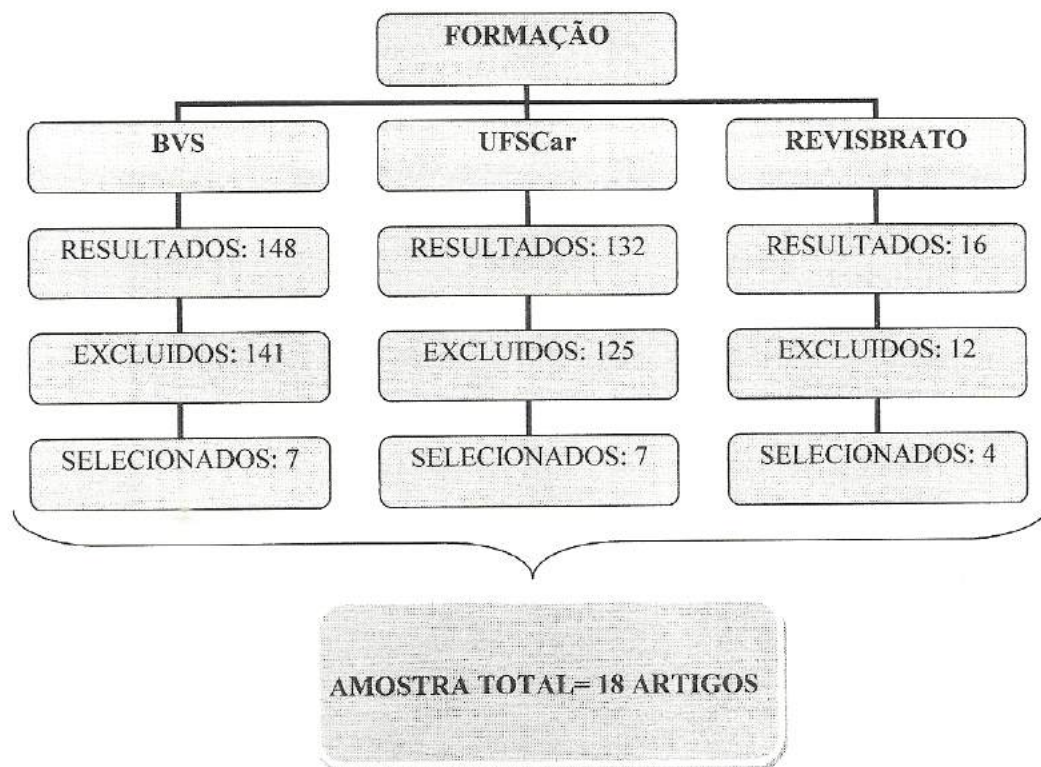 FORMAÇÃO
BVS
UFSCar
REVISBRATO
RESULTADOS: 148
RESULTADOS: 132
RESULTADOS: 16
EXCLUIDOS: 141
EXCLUIDOS: 125
EXCLUIDOS: 12
SELECIONADOS: 7
SELECIONADOS: 7
SELECIONADOS: 4
AMOSTRA TOTAL= 18 ARTIGOS